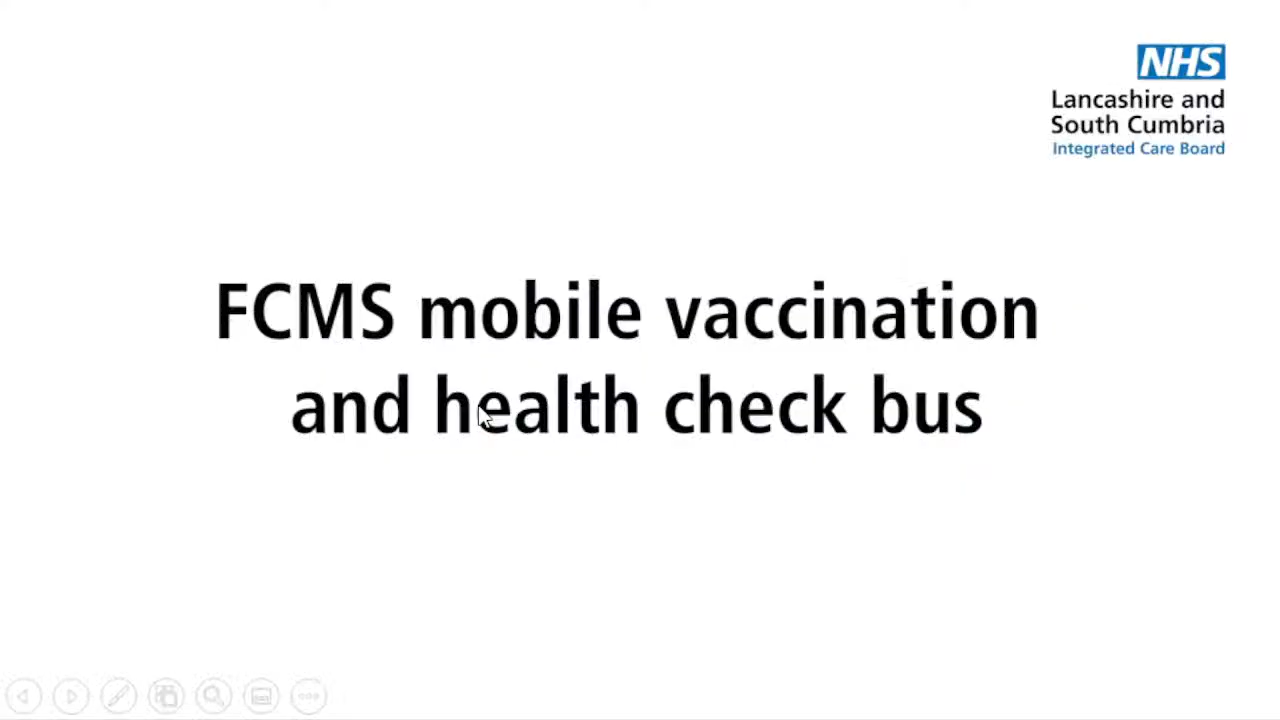 NHS
Lancashire and
South Cumbria
Integrated Care Board
FCMS mobile vaccination
and health check bus